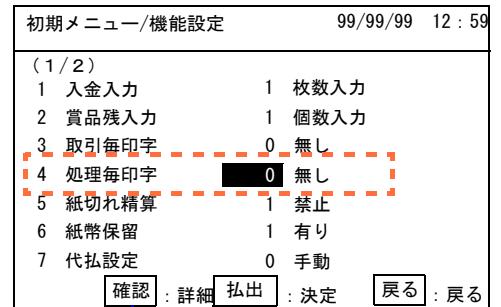 初期メニュー/機能設定 99/99/99 12:59
(1/2)
1 入金入力 1 枚数入力
2 賞品残入力 1 個数入力
3 取引毎印字 0 無し
4 処理毎印字 0 無し
5 紙切れ精算 1 禁止
6 紙幣保留 1 有り
7 代払設定 0 手動
確認:詳細 払出:決定 戻る:戻る